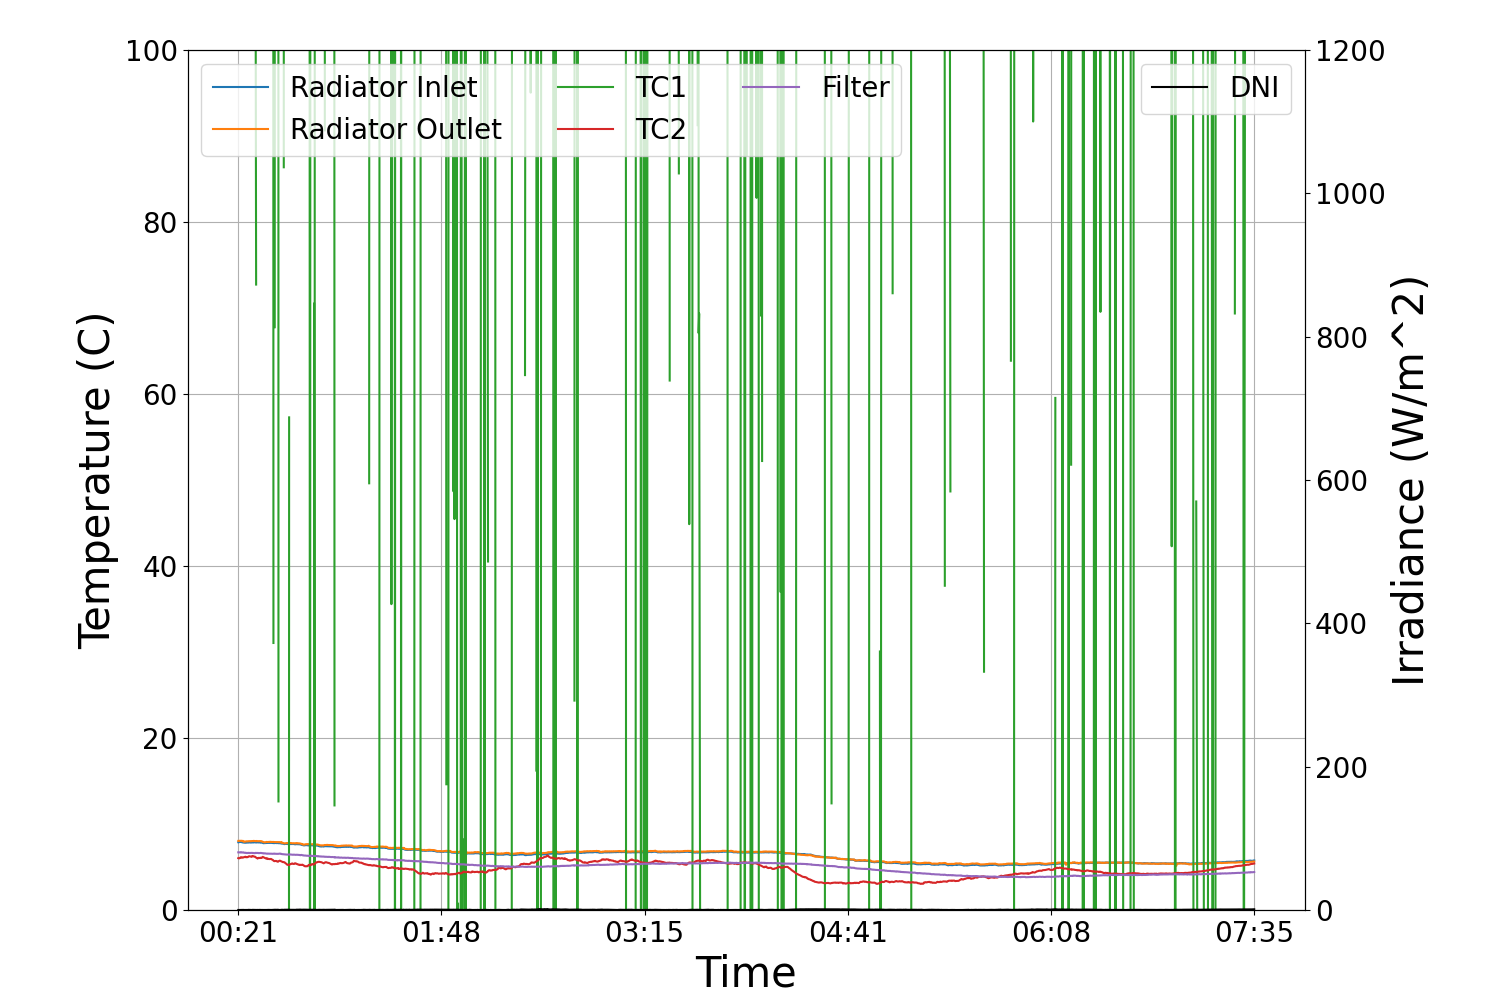 Radiator Inlet
Radiator Outlet
TC1
TC2
Filter
DNI
Temperature (C)
100
80
60
40
20
0
Irradiance (W/m^2)
1200
1000
800
600
400
200
0
00:21
01:48
03:15
04:41
06:08
07:35
Time